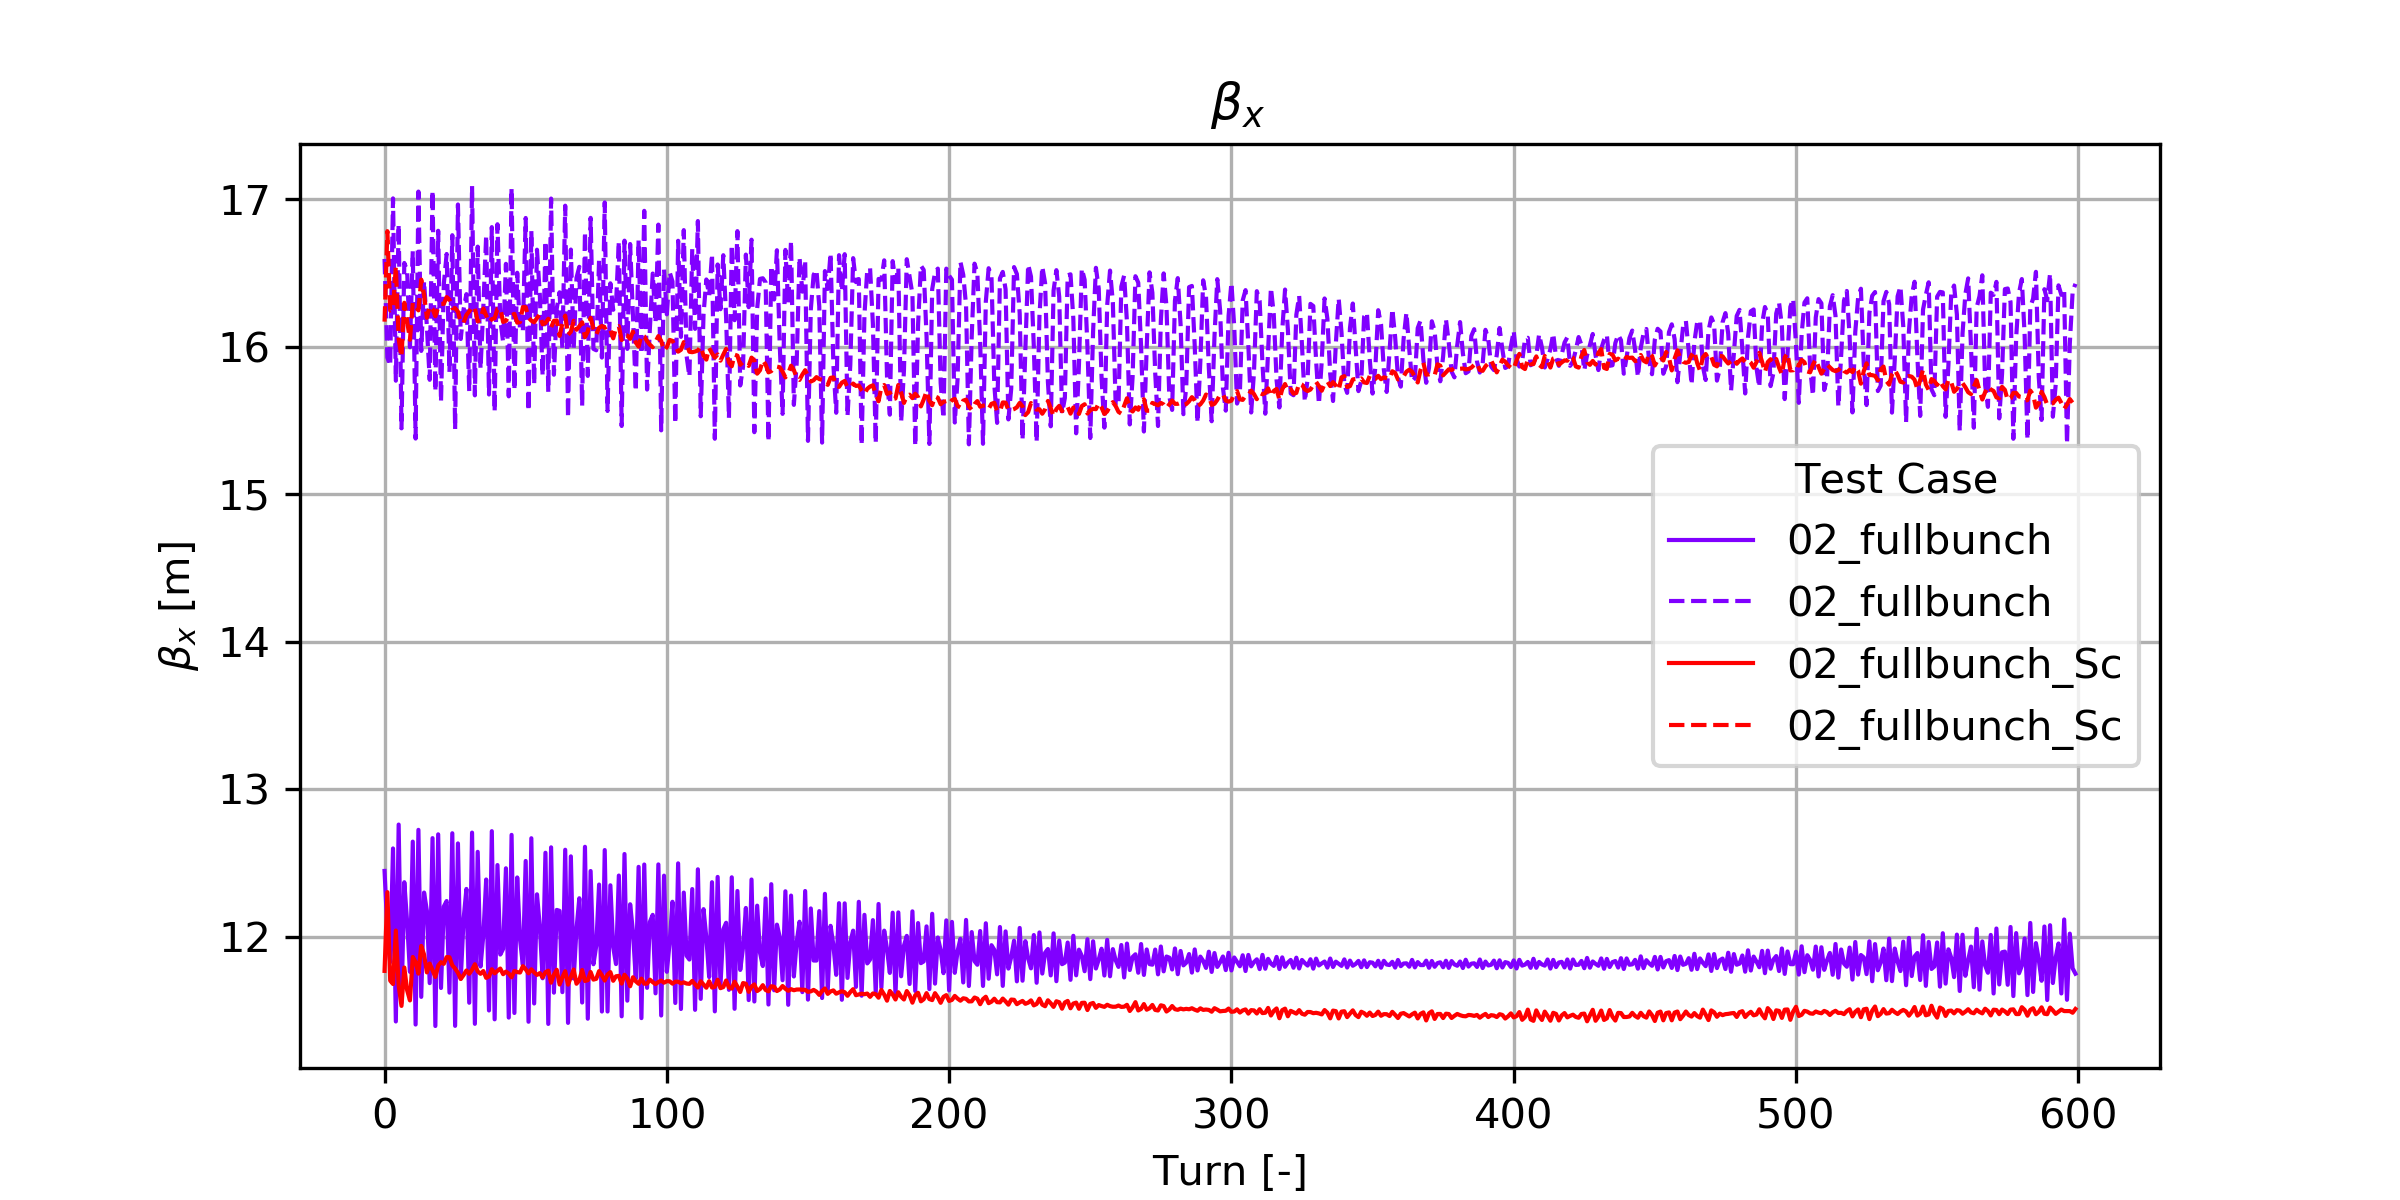 βx
17
16
15
14
13
12
βx [m]
Test Case
02_fullbunch
02_fullbunch
02_fullbunch_Sc
02_fullbunch_Sc
0 100 200 300 400 500 600
Turn [-]